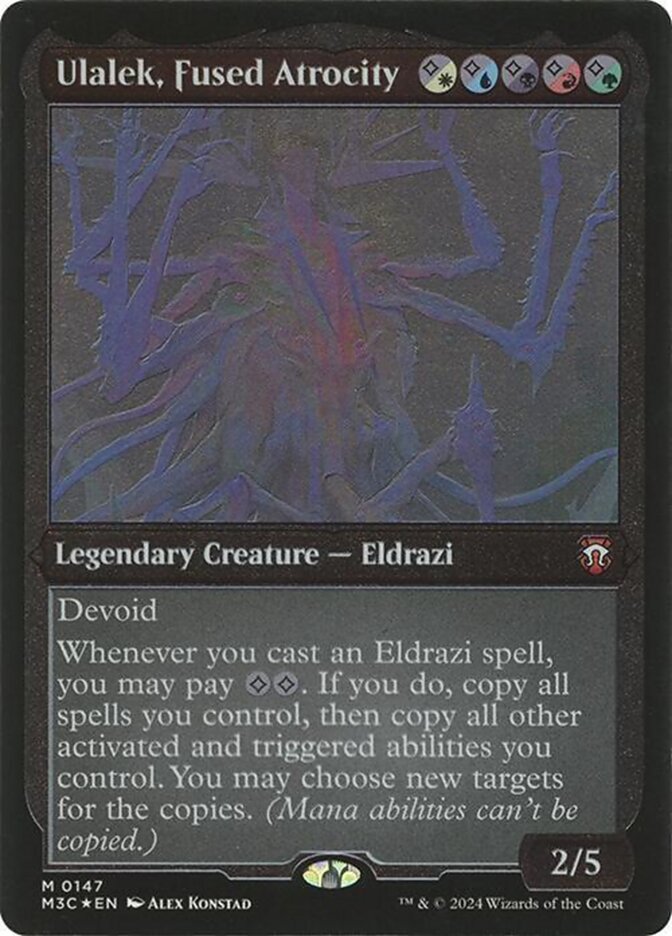 Ulalek, Fused Atrocity
Legendary Creature — Eldrazi
Devoid
Whenever you cast an Eldrazi spell,
you may pay . If you do, copy all
spells you control, then copy all other
activated and triggered abilities you
control. You may choose new targets
for the copies. (Mana abilities can't be
copied.)
2/5
M 0147
M3C★EN Alex Konstad
™ & © 2024 Wizards of the Coast